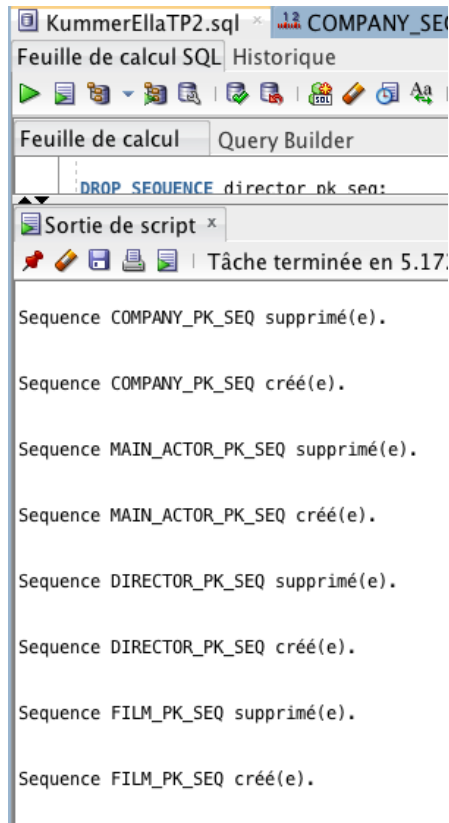 KummerEllaTP2.sql × COMPANY_SE
Feuille de calcul SQL Historique
Feuille de calcul Query Builder
DROP SEQUENCE director_pk_seq;
Sortie de script ×
Tâche terminée en 5.17
Sequence COMPANY_PK_SEQ supprimé(e).
Sequence COMPANY_PK_SEQ créé(e).
Sequence MAIN_ACTOR_PK_SEQ supprimé(e).
Sequence MAIN_ACTOR_PK_SEQ créé(e).
Sequence DIRECTOR_PK_SEQ supprimé(e).
Sequence DIRECTOR_PK_SEQ créé(e).
Sequence FILM_PK_SEQ supprimé(e).
Sequence FILM_PK_SEQ créé(e).